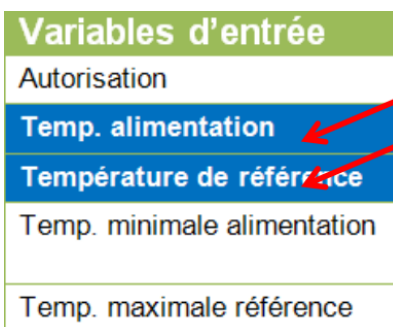 Variables d'entrée
Autorisation
Temp. alimentation
Température de référence
Temp. minimale alimentation
Temp. maximale référence